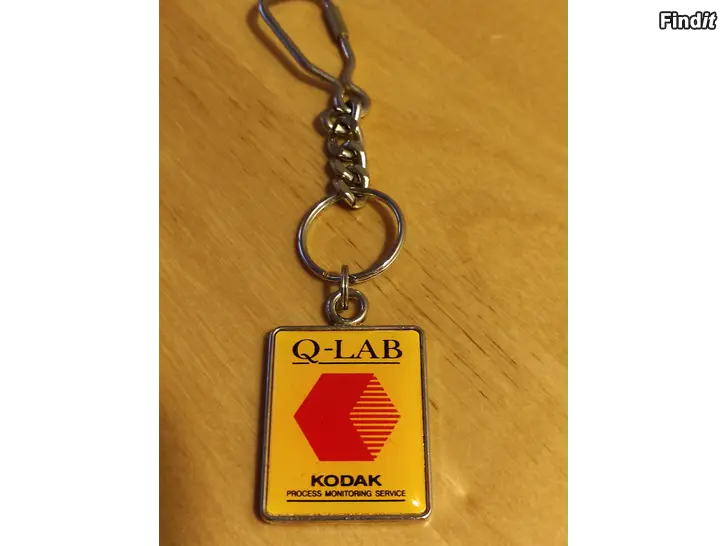 Findit
Q-LAB
KODAK
PROCESS MONITORING SERVICE